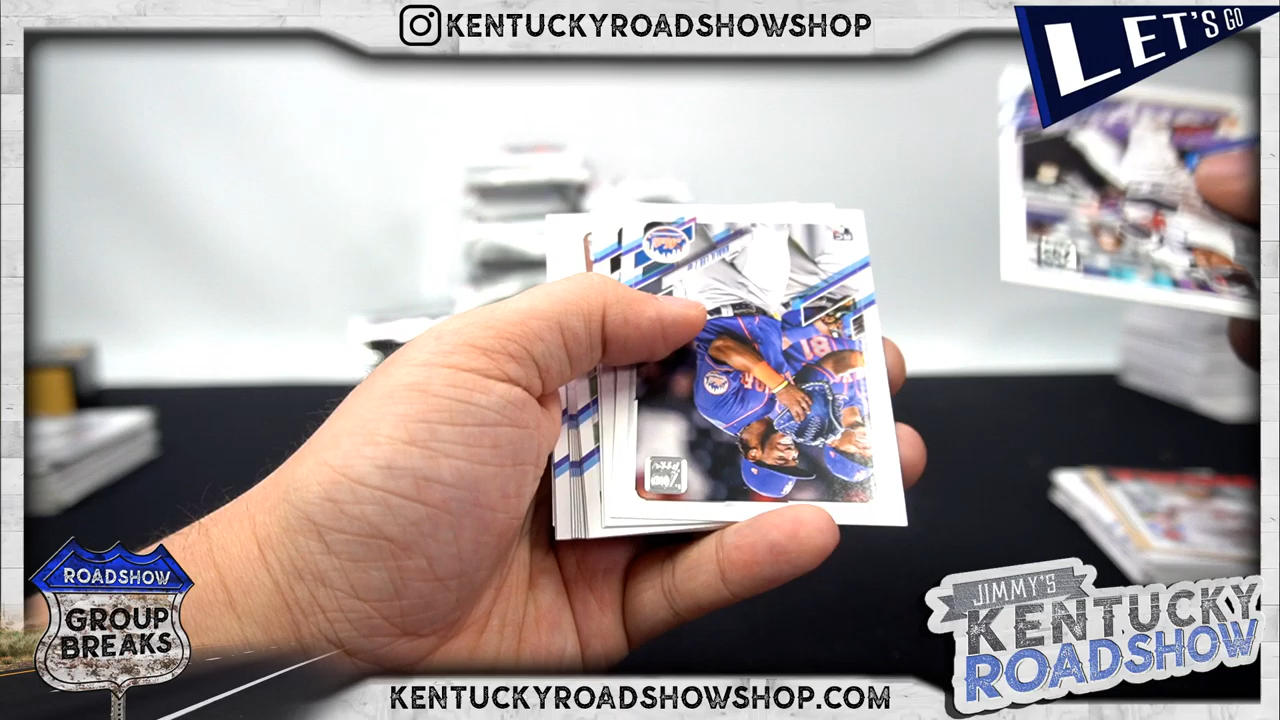 KENTUCKYROADSHOWSHOP
LET'S GO
ROADSHOW
GROUP
BREAKS
JIMMY'S
KENTUCKY
ROADSHOW
KENTUCKYROADSHOWSHOP.COM